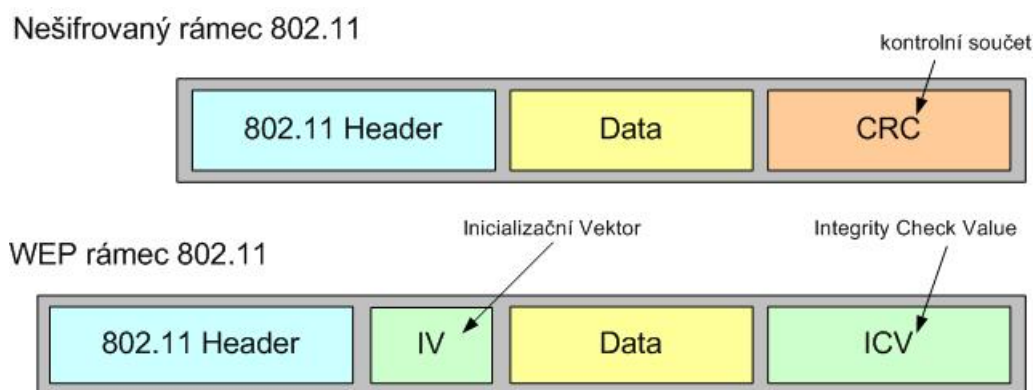 Nešifrovaný rámec 802.11
kontrolní součet
802.11 Header
Data
CRC
Inicializační Vektor
Integrity Check Value
WEP rámec 802.11
802.11 Header
IV
Data
ICV